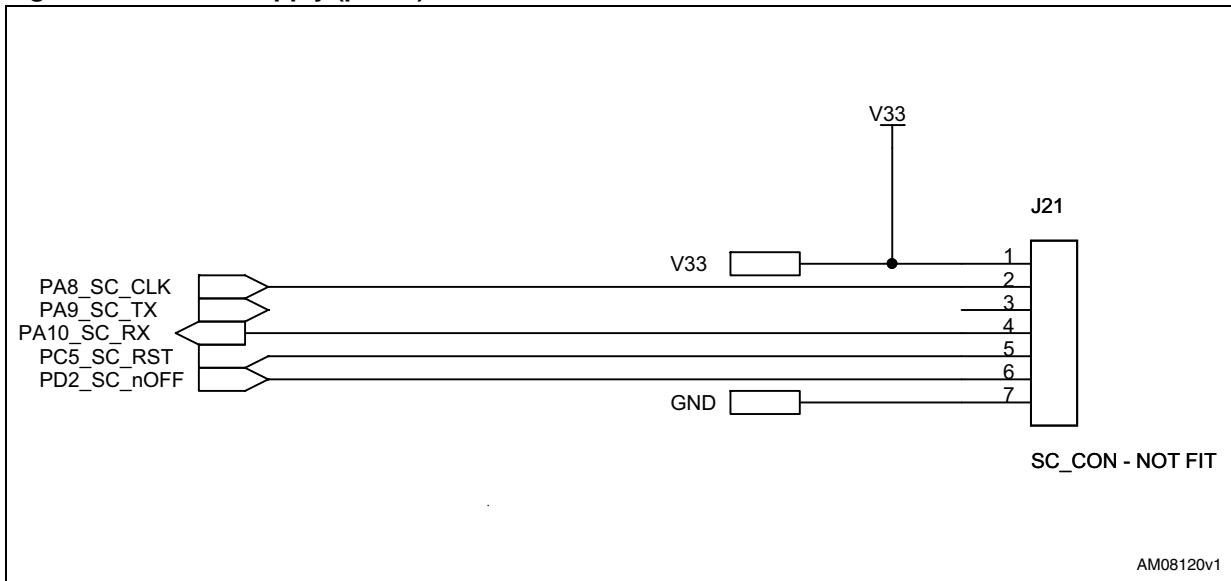 V33
J21
V33
1
PA8_SC_CLK
2
PA9_SC_TX
3
PA10_SC_RX
4
PC5_SC_RST
5
PD2_SC_nOFF
6
GND
7
SC_CON - NOT FIT
AM08120v1